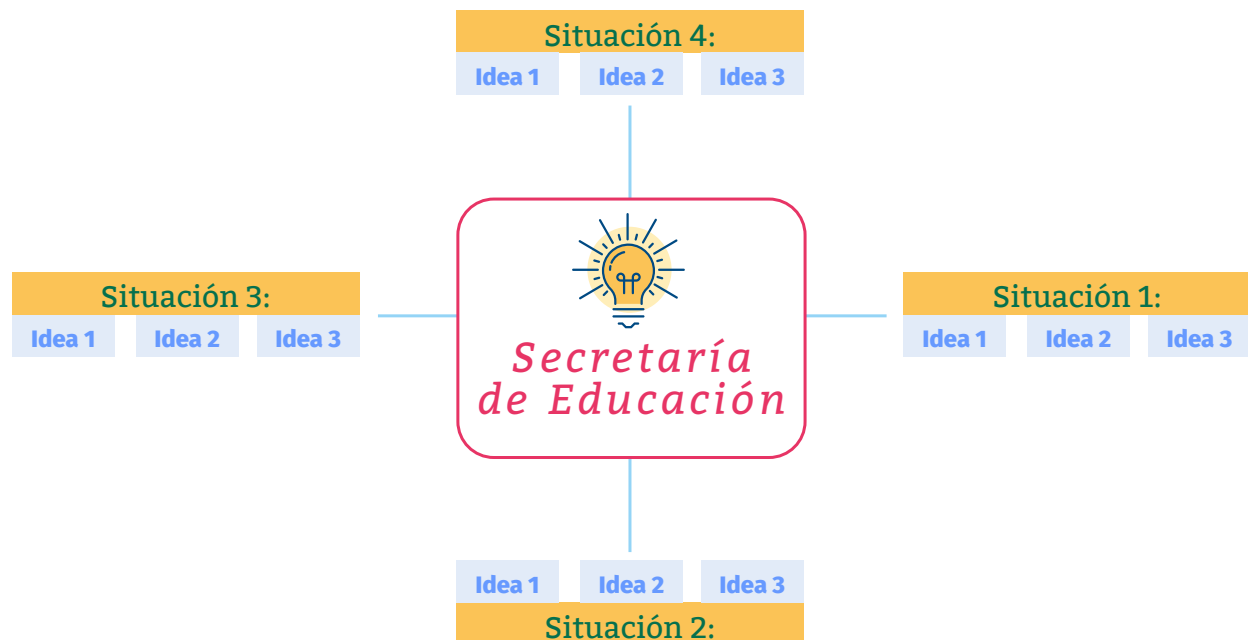 Situación 4:
Idea 1 Idea 2 Idea 3
Situación 3:
Idea 1 Idea 2 Idea 3
Secretaría
de Educación
Situación 1:
Idea 1 Idea 2 Idea 3
Idea 1 Idea 2 Idea 3
Situación 2: